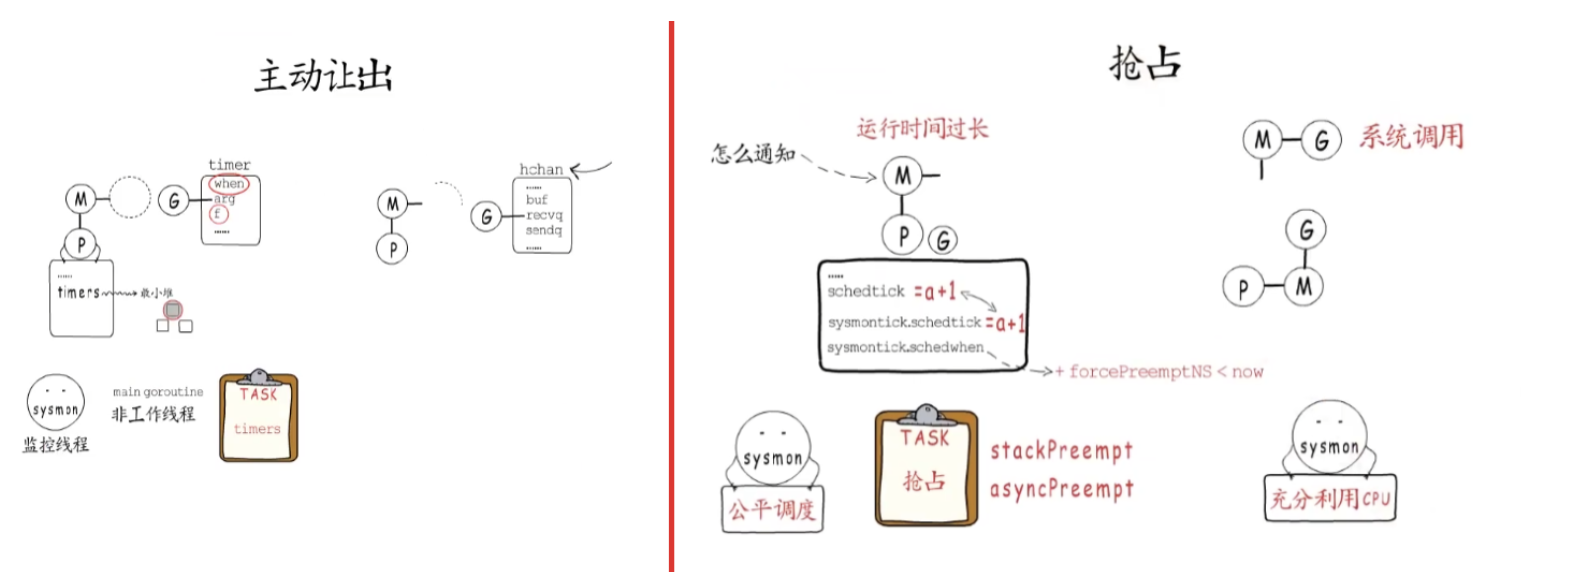 主动让出
timer
when
arg
f
......
M
G
P
......
timers
最小堆
hchan
......
buf
recvq
sendq
......
M
G
P
sysmon
监控线程
main goroutine
非工作线程
TASK
timers
抢占
运行时间过长
怎么通知
M
P
G
......
schedtick =a+1
sysmontick.schedtick =a+1
sysmontick.schedwhen
+ forcePreemptNS < now
M
G
系统调用
G
P
M
sysmon
公平调度
TASK
抢占
stackPreempt
asyncPreempt
sysmon
充分利用CPU